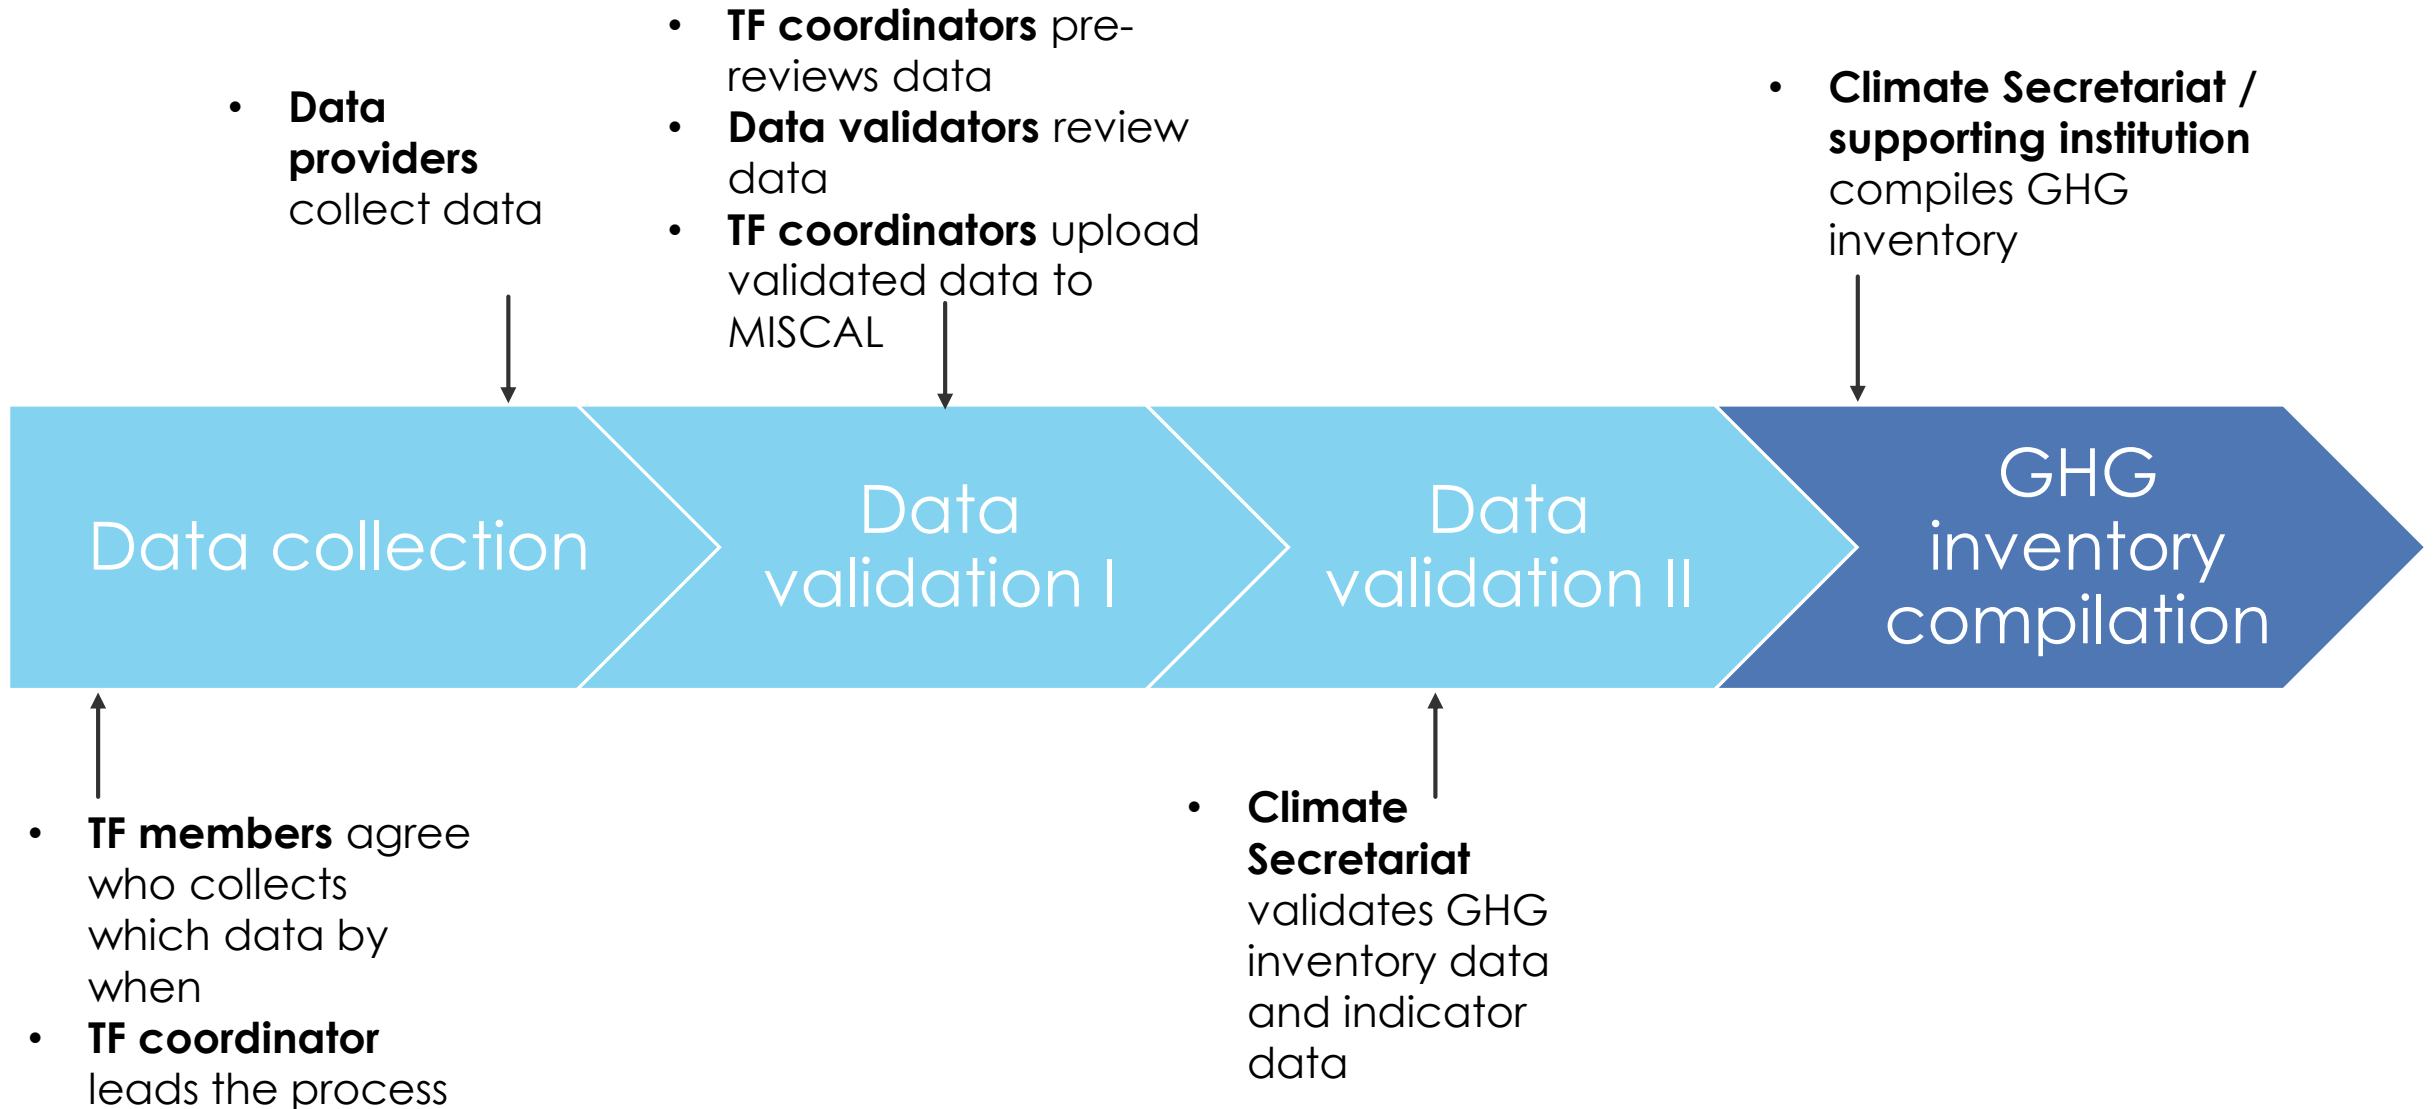 • Data
providers
collect data
• TF coordinators pre-
reviews data
• Data validators review
data
• TF coordinators upload
validated data to
MISCAL
• Climate Secretariat /
supporting institution
compiles GHG
inventory
Data collection
Data
validation I
Data
validation II
GHG
inventory
compilation
• TF members agree
who collects
which data by
when
• TF coordinator
leads the process
• Climate
Secretariat
validates GHG
inventory data
and indicator
data